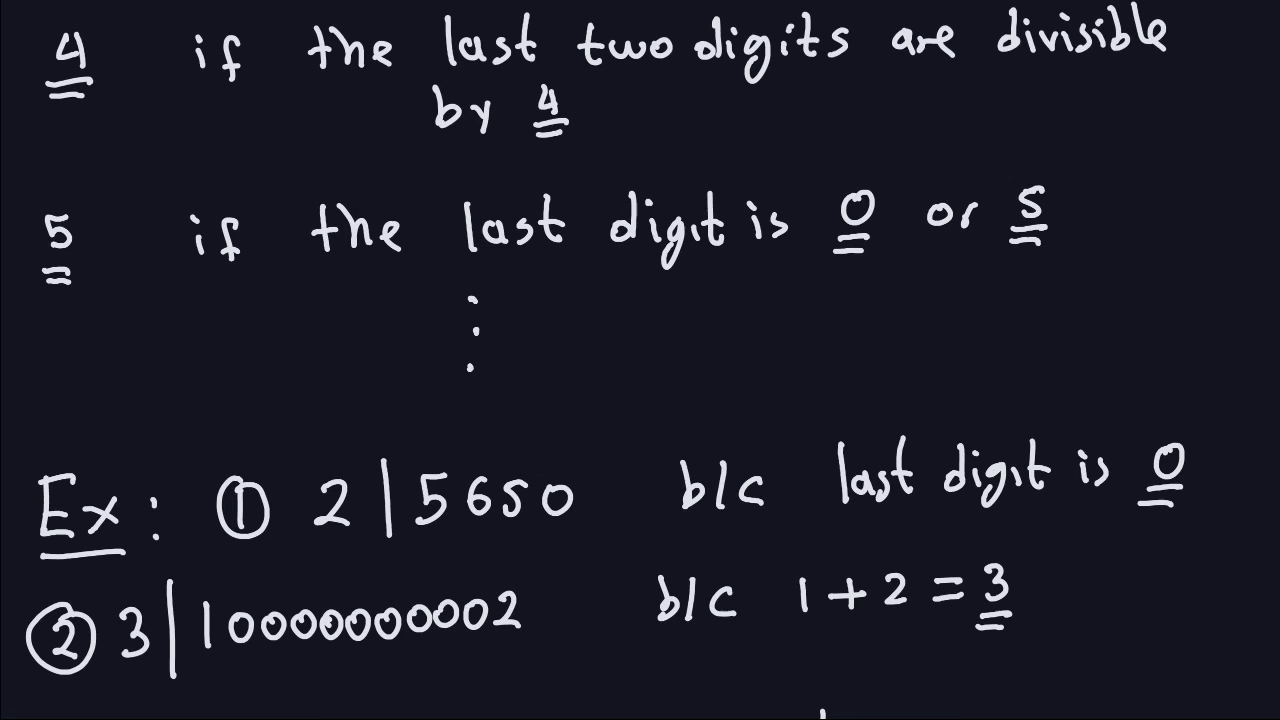 4 if the last two digits are divisible
by 4
5 if the last digit is 0 or 5
⋮
Ex: ① 2 | 5650 b/c last digit is 0
② 3 | 10000000002 b/c 1 + 2 = 3